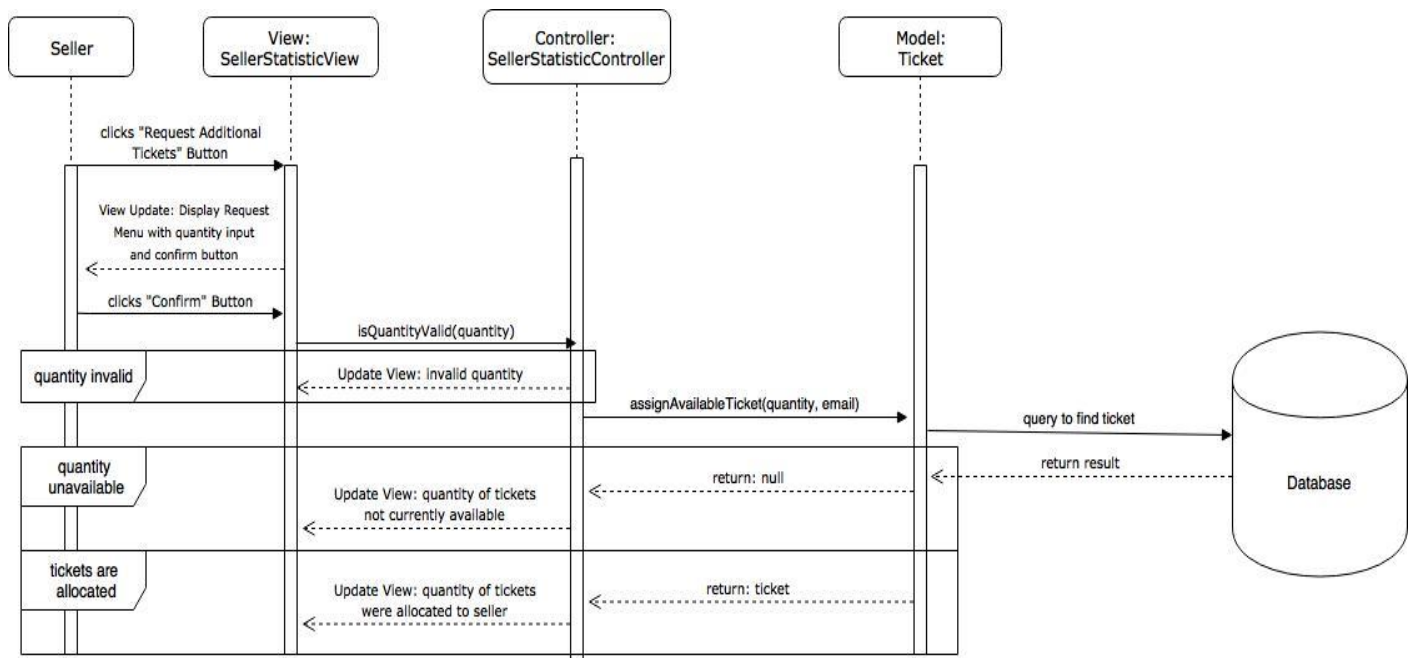 Seller
View:
SellerStatisticView
Controller:
SellerStatisticController
Model:
Ticket
clicks "Request Additional
Tickets" Button
View Update: Display Request
Menu with quantity input
and confirm button
clicks "Confirm" Button
isQuantityValid(quantity)
quantity invalid
Update View: invalid quantity
assignAvailableTicket(quantity, email)
query to find ticket
return result
Database
quantity
unavailable
return: null
Update View: quantity of tickets
not currently available
tickets are
allocated
return: ticket
Update View: quantity of tickets
were allocated to seller